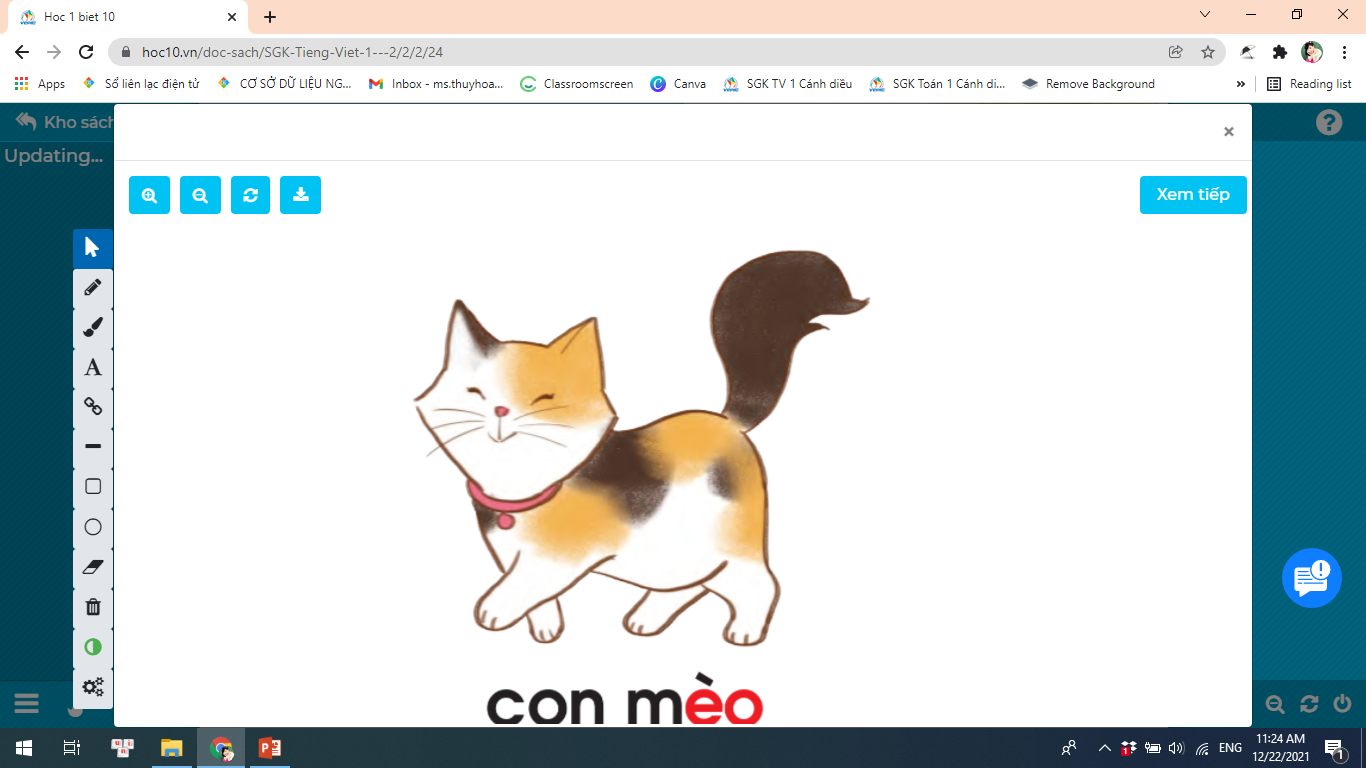 Hoc 1 biet 10
hoc10.vn/doc-sach/SGK-Tieng-Viet-1---2/2/2/24
Apps Sổ liên lạc điện tử CƠ SỞ DỮ LIỆU NG... Inbox - ms.thuyhoa... Classroomscreen Canva SGK TV 1 Cánh diều SGK Toán 1 Cánh di... Remove Background » Reading list
Kho sách
Updating...
Xem tiếp
A
con mèo
ENG
11:24 AM
12/22/2021
1